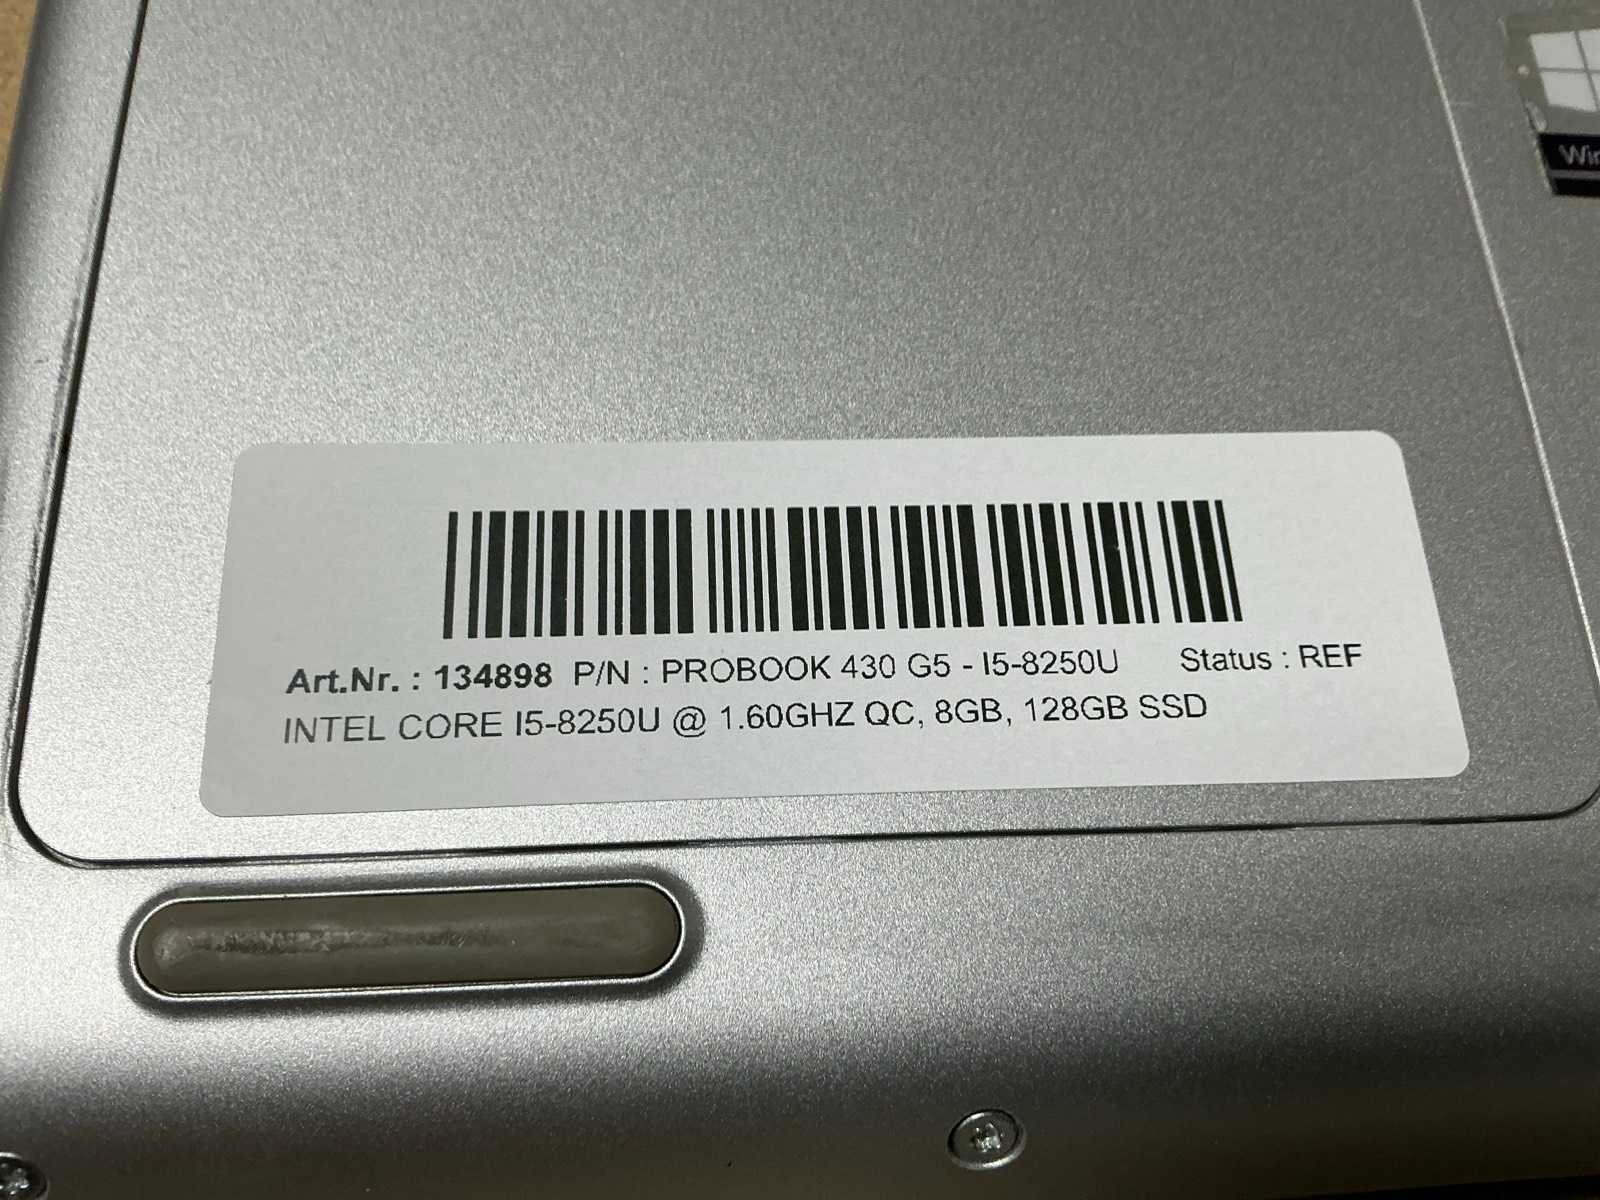 Art.Nr. : 134898 P/N : PROBOOK 430 G5 - I5-8250U Status : REF
INTEL CORE I5-8250U @ 1.60GHZ QC, 8GB, 128GB SSD